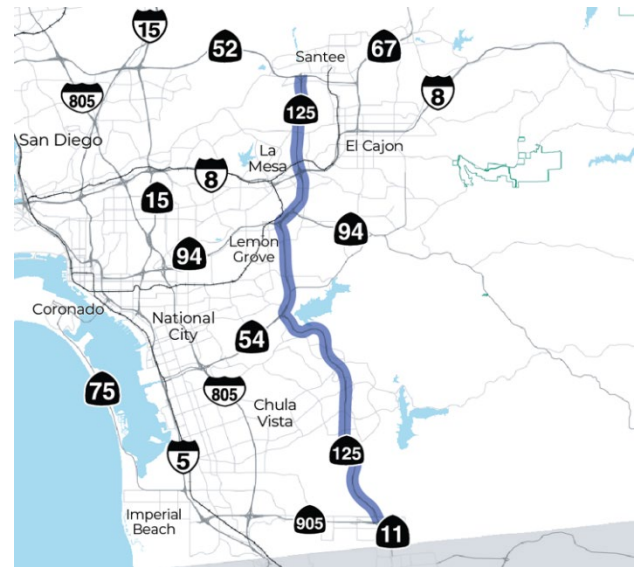 15
52
67
Santee
805
125
8
San Diego
La
Mesa
El Cajon
8
15
94
94
Lemon
Grove
Coronado
National
City
54
75
805
Chula
Vista
5
125
Imperial
Beach
905
11